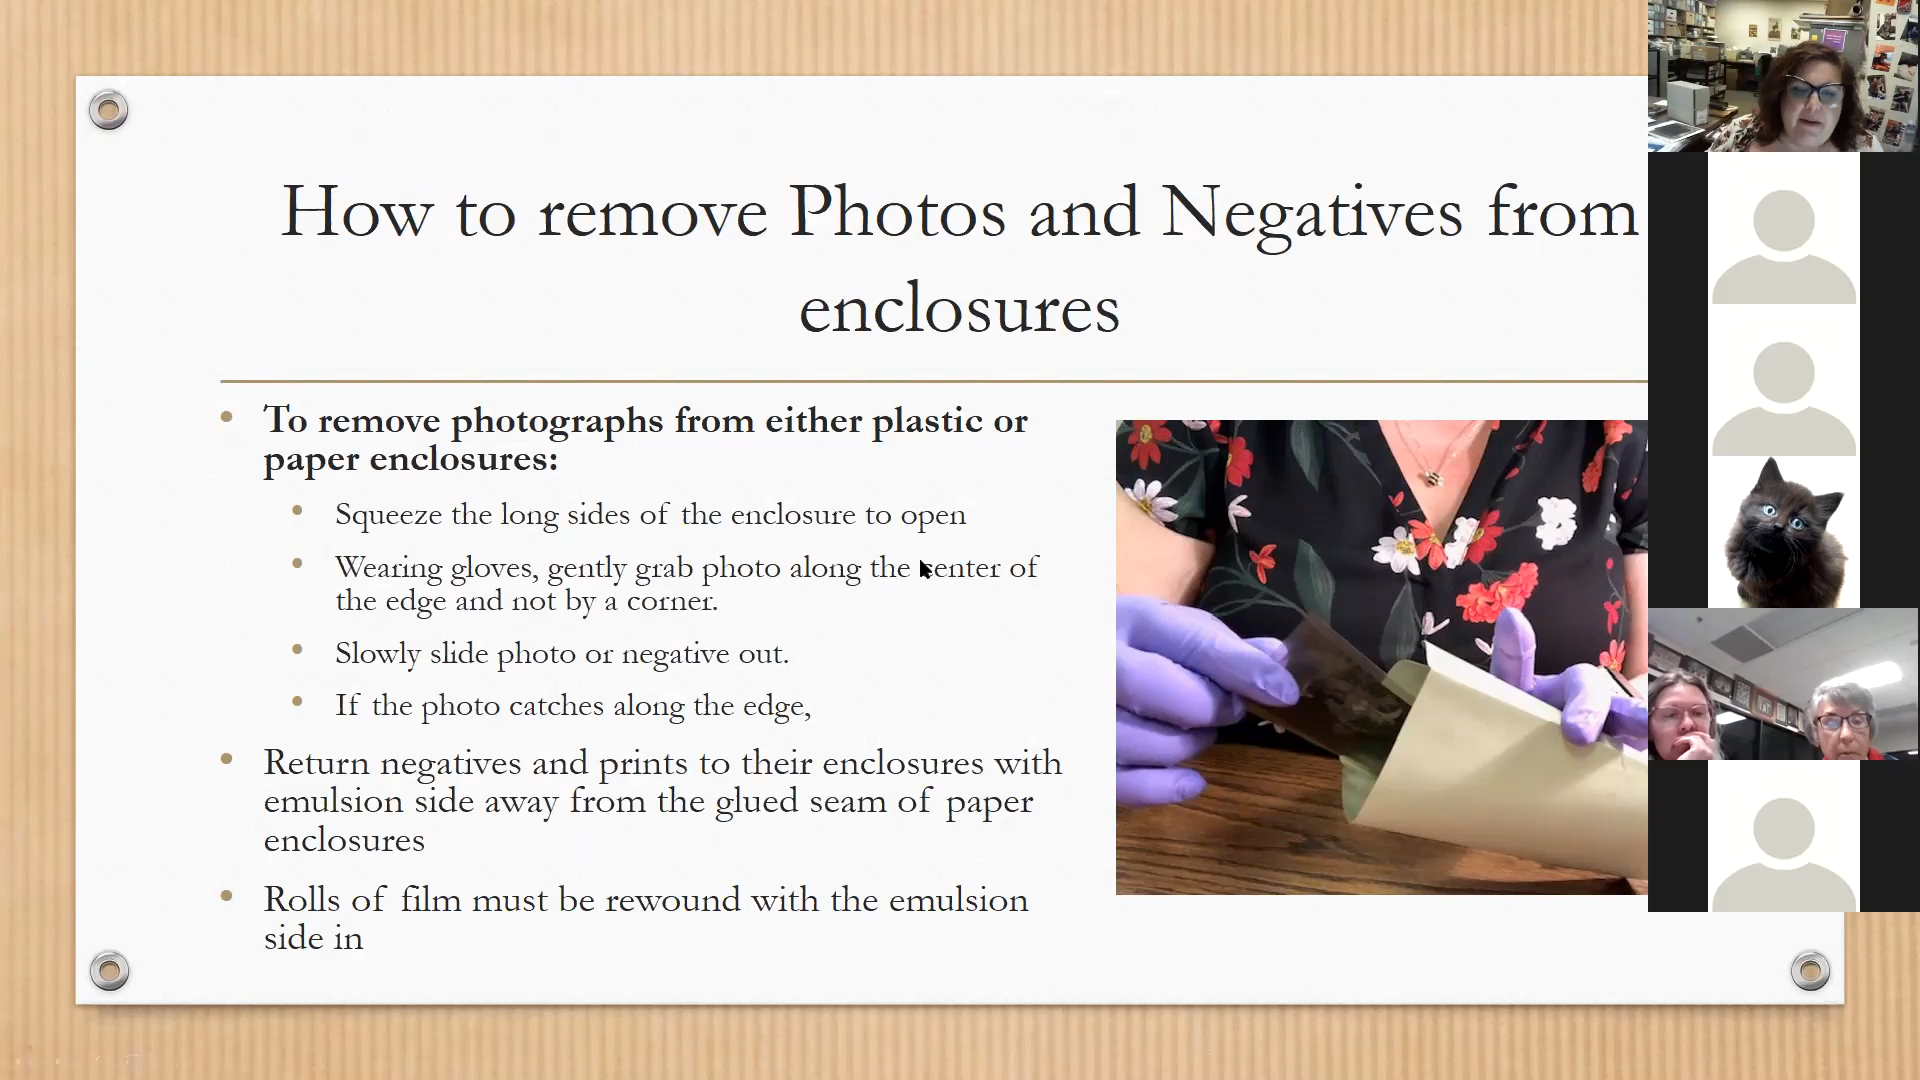 How to remove Photos and Negatives from
enclosures
To remove photographs from either plastic or
paper enclosures:
Squeeze the long sides of the enclosure to open
Wearing gloves, gently grab photo along the center of
the edge and not by a corner.
Slowly slide photo or negative out.
If the photo catches along the edge,
Return negatives and prints to their enclosures with
emulsion side away from the glued seam of paper
enclosures
Rolls of film must be rewound with the emulsion
side in